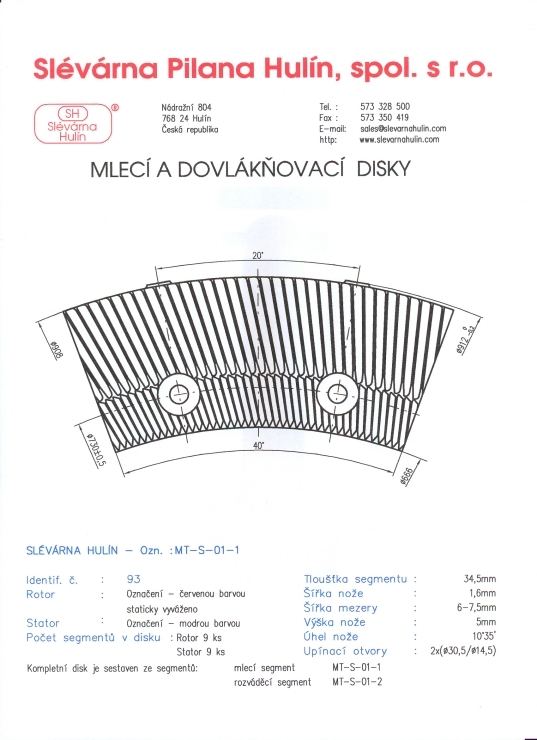 Slévárna Pilana Hulín, spol. s r.o.
SH
Slévárna
Hulín
®
Nádražní 804
768 24 Hulín
Česká republika
Tel. : 573 328 500
Fax : 573 350 419
E-mail: sales@slevarnahulin.com
http: www.slevarnahulin.com
MLECÍ A DOVLÁKŇOVACÍ DISKY
20°
ø908
ø912 0 -0,2
ø730±0,5
40°
ø666
SLÉVÁRNA HULÍN - Ozn. :MT-S-01-1
Identif. č. : 93
Rotor : Označení - červenou barvou
staticky vyváženo
Stator : Označení - modrou barvou
Počet segmentů v disku : Rotor 9 ks
Stator 9 ks
Tloušťka segmentu : 34,5mm
Šířka nože : 1,6mm
Šířka mezery : 6-7,5mm
Výška nože : 5mm
Úhel nože : 10°35'
Upínací otvory : 2x(ø30,5/ø14,5)
Kompletní disk je sestaven ze segmentů: mlecí segment MT-S-01-1
rozváděcí segment MT-S-01-2